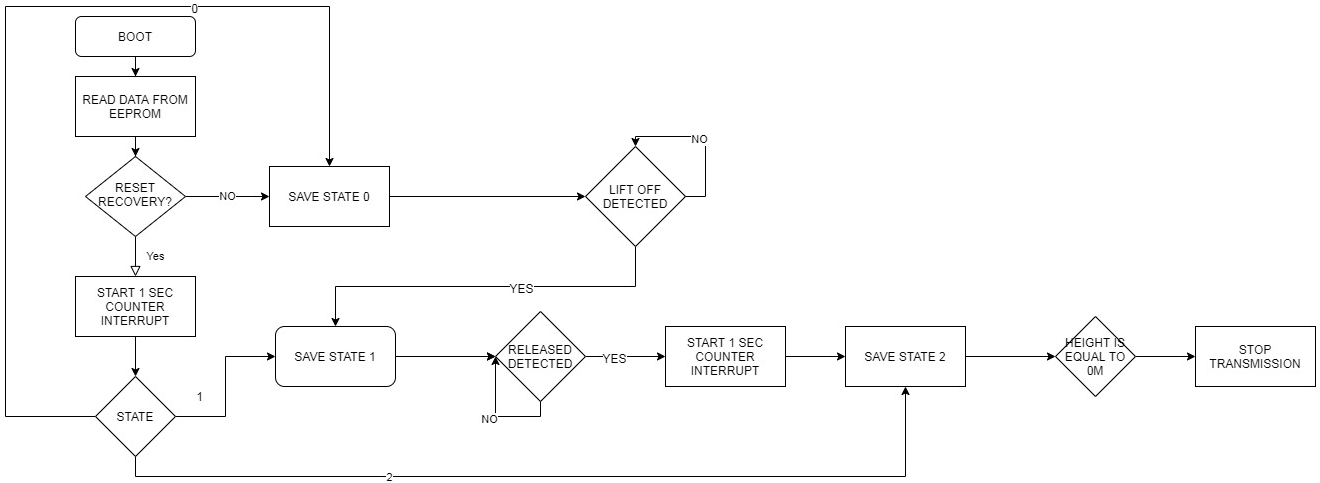 0
BOOT
READ DATA FROM
EEPROM
RESET
RECOVERY?
NO
SAVE STATE 0
LIFT OFF
DETECTED
NO
Yes
START 1 SEC
COUNTER
INTERRUPT
YES
SAVE STATE 1
RELEASED
DETECTED
NO
YES
START 1 SEC
COUNTER
INTERRUPT
SAVE STATE 2
HEIGHT IS
EQUAL TO
0M
STOP
TRANSMISSION
STATE
1
2